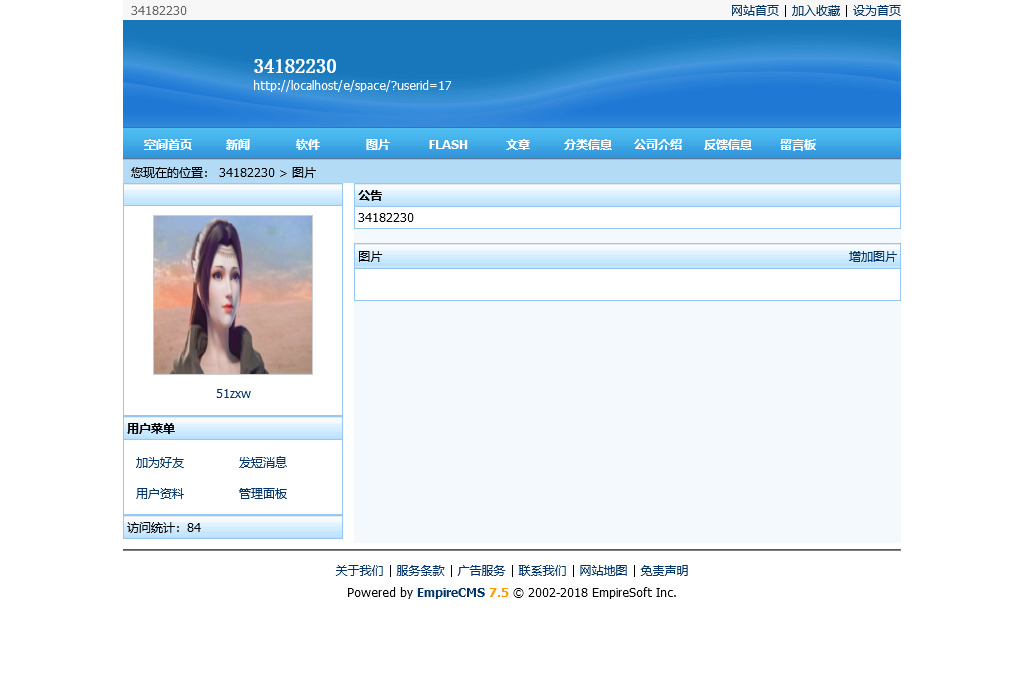 34182230
网站首页 | 加入收藏 | 设为首页
34182230
http://localhost/e/space/?userid=17
空间首页 新闻 软件 图片 FLASH 文章 分类信息 公司介绍 反馈信息 留言板
您现在的位置： 34182230 > 图片
51zxw
用户菜单
加为好友 发短消息
用户资料 管理面板
访问统计：84
公告
34182230
图片 增加图片
关于我们 | 服务条款 | 广告服务 | 联系我们 | 网站地图 | 免责声明
Powered by EmpireCMS 7.5 © 2002-2018 EmpireSoft Inc.